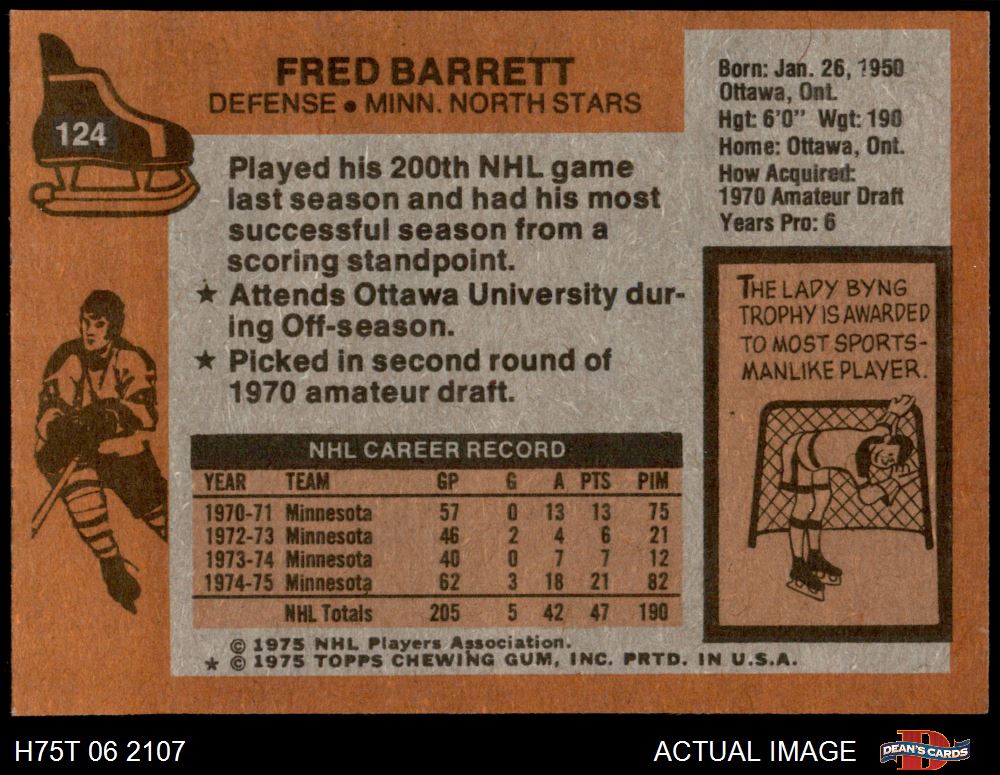 124
FRED BARRETT
DEFENSE • MINN. NORTH STARS
Played his 200th NHL game
last season and had his most
successful season from a
scoring standpoint.
★ Attends Ottawa University dur-
ing Off-season.
★ Picked in second round of
1970 amateur draft.
Born: Jan. 26, 1950
Ottawa, Ont.
Hgt: 6'0" Wgt: 190
Home: Ottawa, Ont.
How Acquired:
1970 Amateur Draft
Years Pro: 6
THE LADY BYNG
TROPHY IS AWARDED
TO MOST SPORTS-
MANLIKE PLAYER.
NHL CAREER RECORD
YEAR TEAM GP G A PTS PIM
1970-71 Minnesota 57 0 13 13 75
1972-73 Minnesota 46 2 4 6 21
1973-74 Minnesota 40 0 7 7 12
1974-75 Minnesota 62 3 18 21 82
NHL Totals 205 5 42 47 190
© 1975 NHL Players Association.
★ © 1975 TOPPS CHEWING GUM, INC. PRTD. IN U.S.A.
H75T 06 2107
ACTUAL IMAGE
D
DEAN'S CARDS